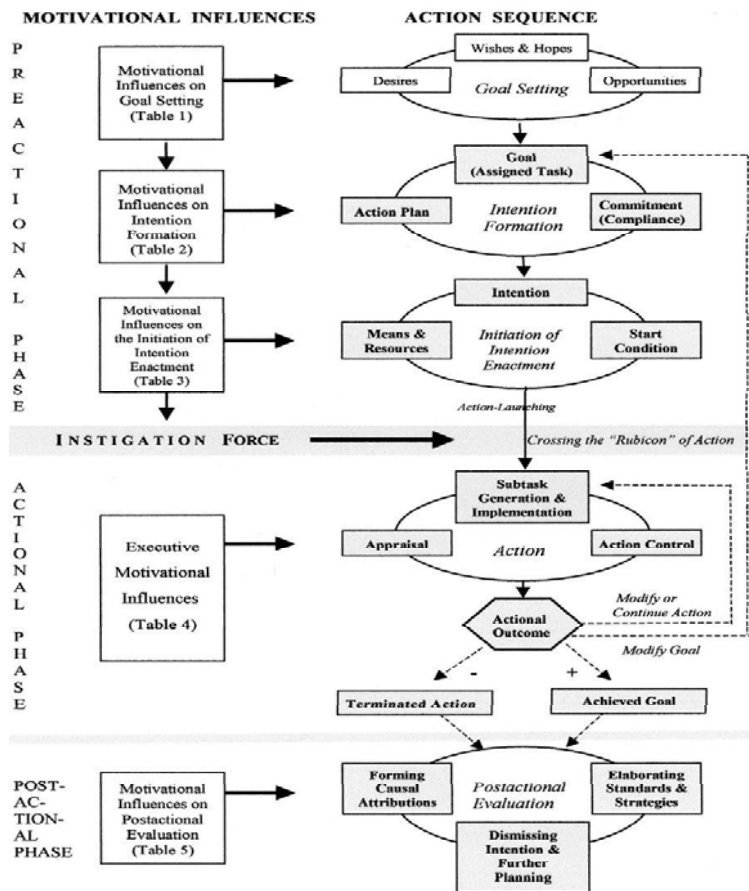 MOTIVATIONAL INFLUENCES
ACTION SEQUENCE
PREACTIONAL PHASE
Motivational
Influences on
Goal Setting
(Table 1)
Wishes & Hopes
Desires
Opportunities
Goal Setting
Motivational
Influences on
Intention
Formation
(Table 2)
Goal
(Assigned Task)
Action Plan
Commitment
(Compliance)
Intention
Formation
Motivational
Influences on
the Initiation of
Intention
Enactment
(Table 3)
Intention
Means &
Resources
Start
Condition
Initiation of
Intention
Enactment
Action-Launching
INSTIGATION FORCE
Crossing the "Rubicon" of Action
ACTIONAL PHASE
Executive
Motivational
Influences
(Table 4)
Subtask
Generation &
Implementation
Appraisal
Action Control
Action
Actional
Outcome
Modify or
Continue Action
Modify Goal
-
+
Terminated Action
Achieved Goal
POST-
AC-
TION-
AL
PHASE
Motivational
Influences on
Postactional
Evaluation
(Table 5)
Forming
Causal
Attributions
Postactional
Evaluation
Elaborating
Standards &
Strategies
Dismissing
Intention &
Further
Planning